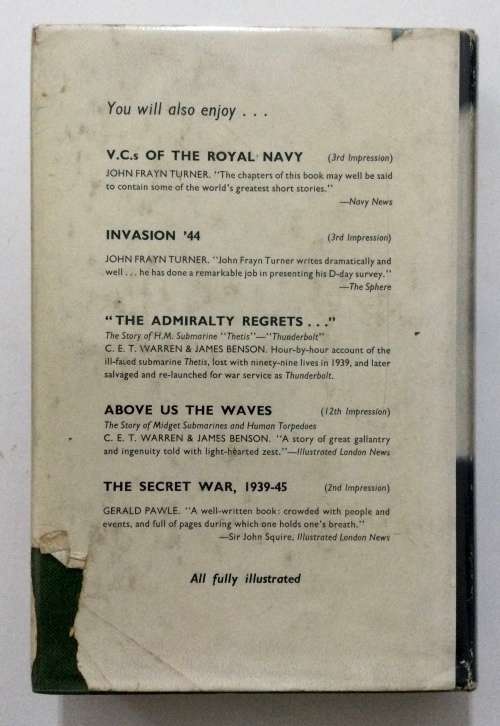 You will also enjoy . . .
V.C.s OF THE ROYAL NAVY (3rd Impression)
JOHN FRAYN TURNER. "The chapters of this book may well be said
to contain some of the world's greatest short stories."
—Navy News
INVASION '44 (3rd Impression)
JOHN FRAYN TURNER. "John Frayn Turner writes dramatically and
well . . . he has done a remarkable job in presenting his D-day survey."
—The Sphere
"THE ADMIRALTY REGRETS . . ."
The Story of H.M. Submarine "Thetis"—"Thunderbolt"
C. E. T. WARREN & JAMES BENSON. Hour-by-hour account of the
ill-fated submarine Thetis, lost with ninety-nine lives in 1939, and later
salvaged and re-launched for war service as Thunderbolt.
ABOVE US THE WAVES (12th Impression)
The Story of Midget Submarines and Human Torpedoes
C. E. T. WARREN & JAMES BENSON. "A story of great gallantry
and ingenuity told with light-hearted zest."—Illustrated London News
THE SECRET WAR, 1939-45 (2nd Impression)
GERALD PAWLE. "A well-written book: crowded with people and
events, and full of pages during which one holds one's breath."
—Sir John Squire, Illustrated London News
All fully illustrated